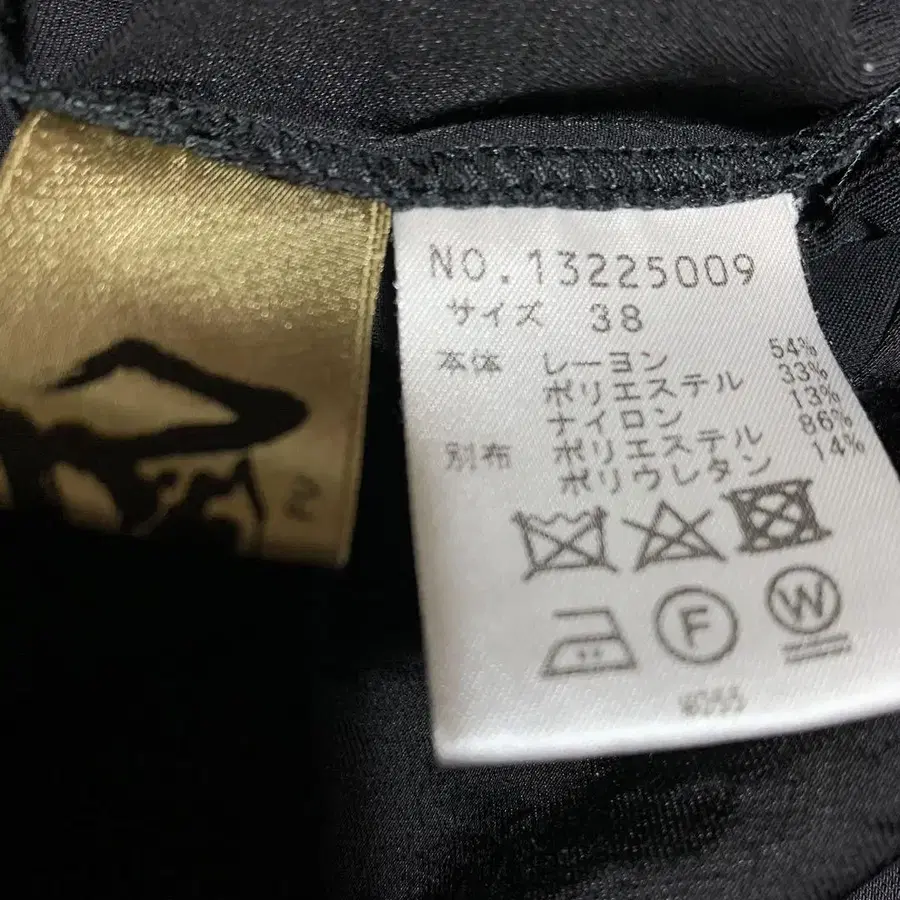 NO.13225009
サイズ 38
本体 レーヨン 54%
ポリエステル 33%
ナイロン 13%
別布 ポリエステル 86%
ポリウレタン 14%
F W
W055
2